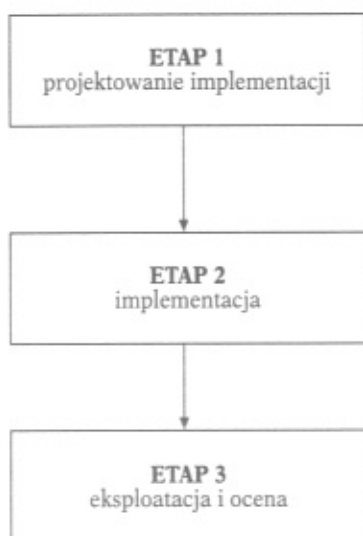 ETAP 1
projektowanie implementacji
ETAP 2
implementacja
ETAP 3
eksploatacja i ocena